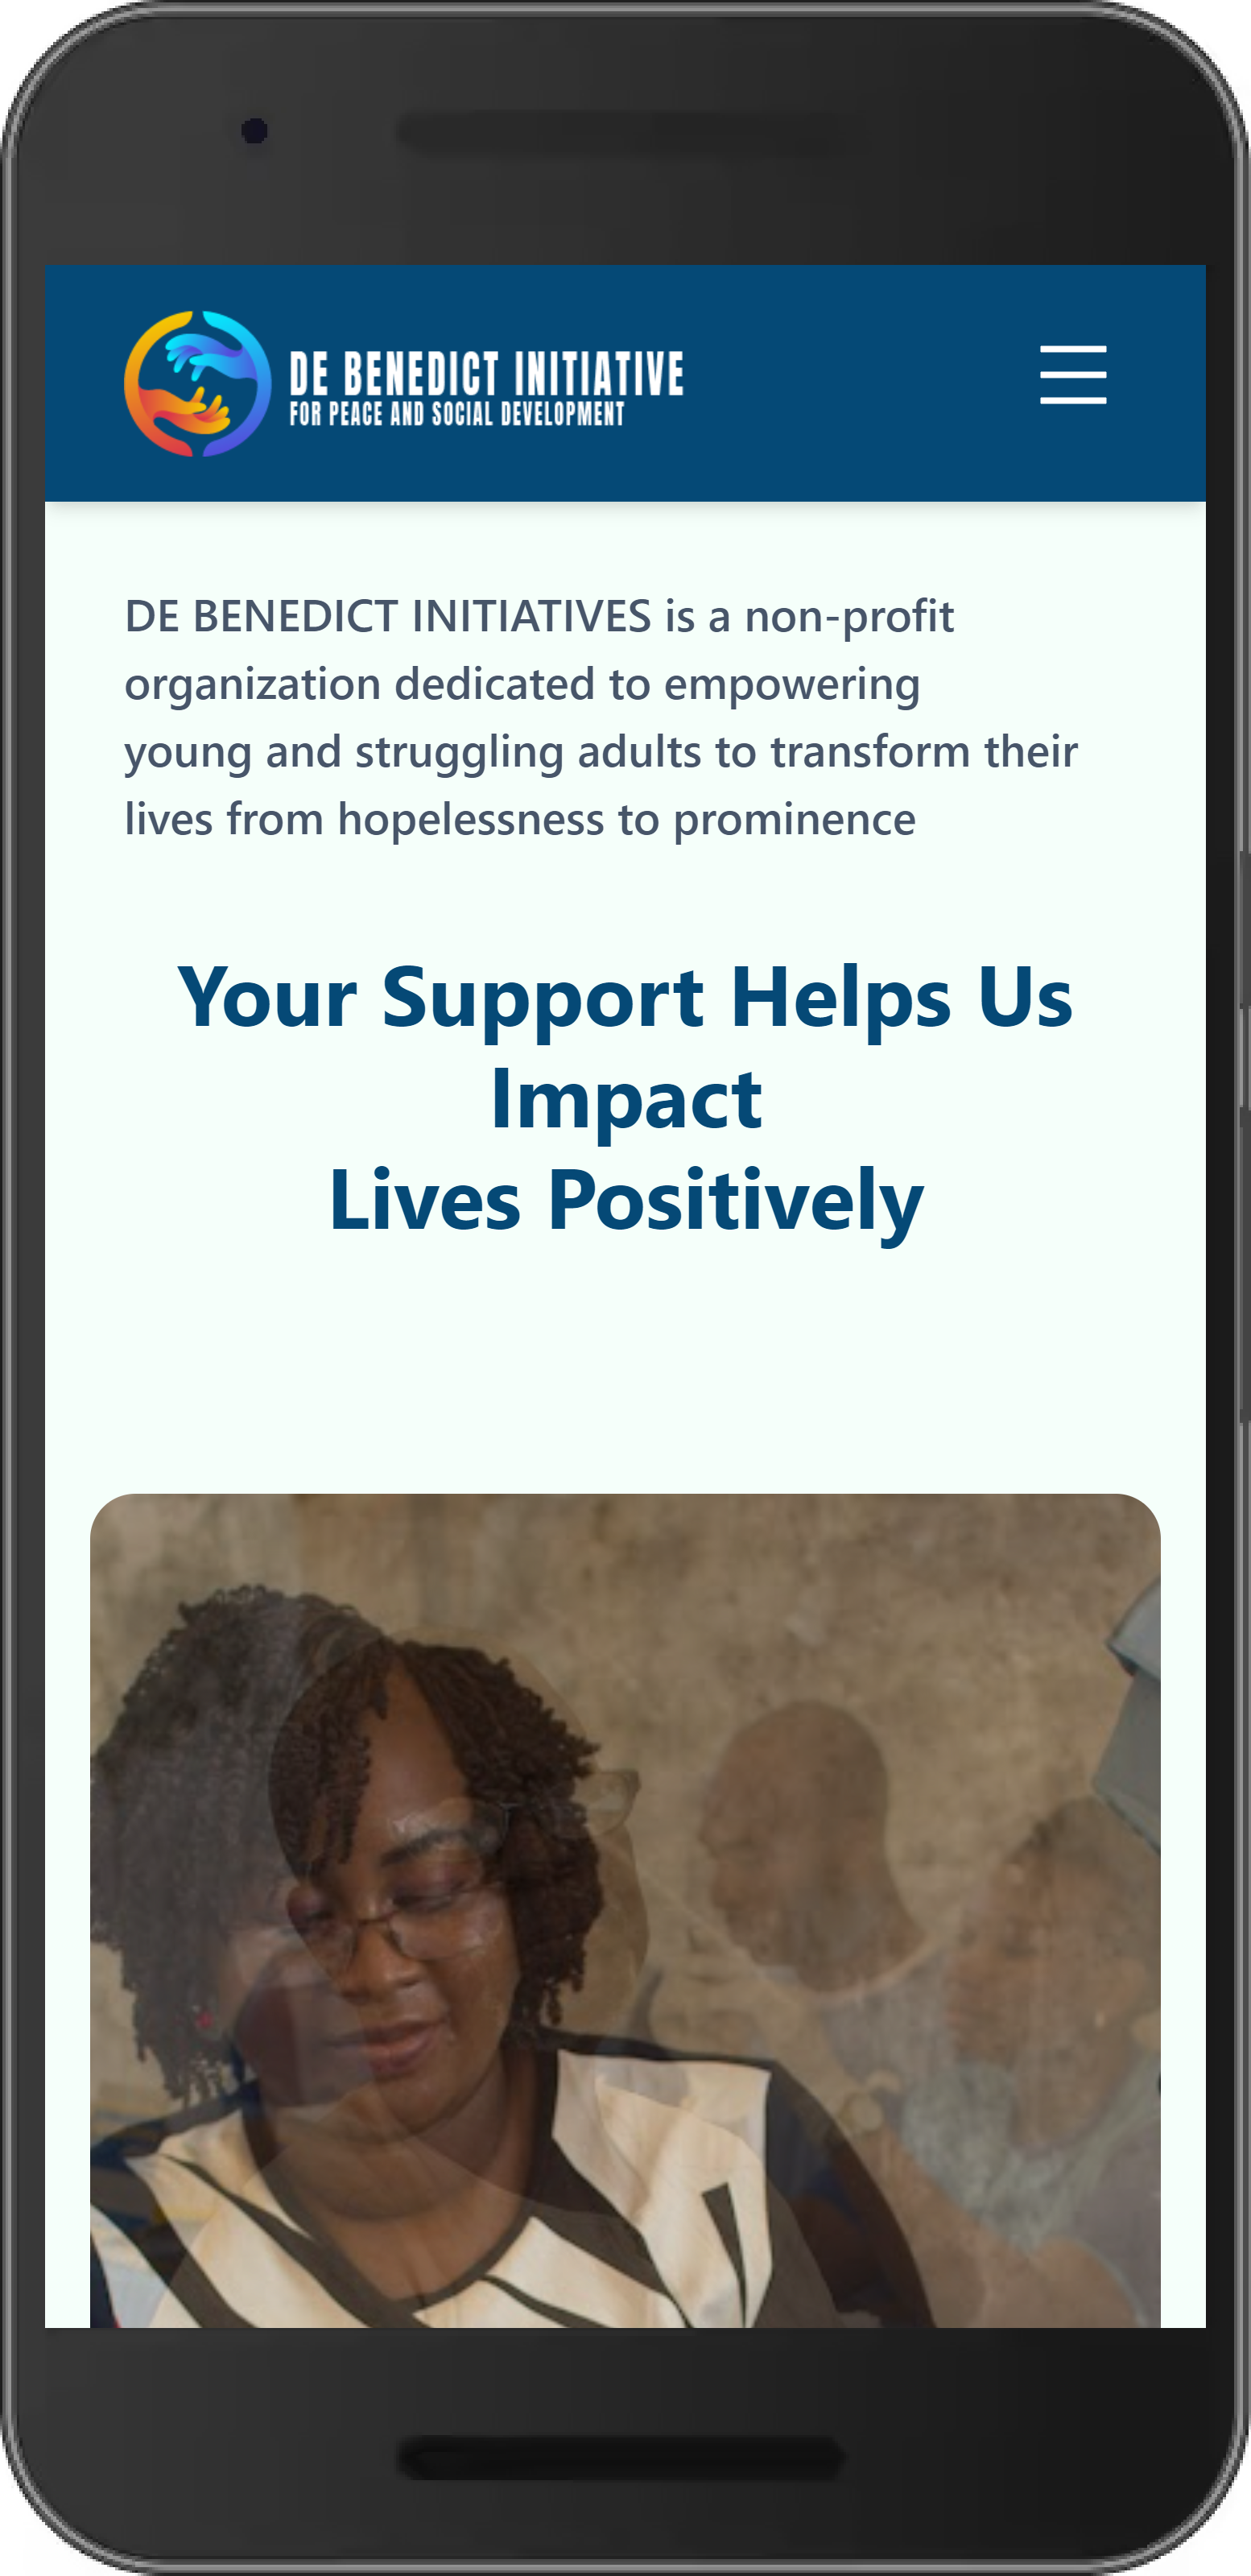 DE BENEDICT INITIATIVE
FOR PEACE AND SOCIAL DEVELOPMENT
DE BENEDICT INITIATIVES is a non-profit
organization dedicated to empowering
young and struggling adults to transform their
lives from hopelessness to prominence
Your Support Helps Us
Impact
Lives Positively